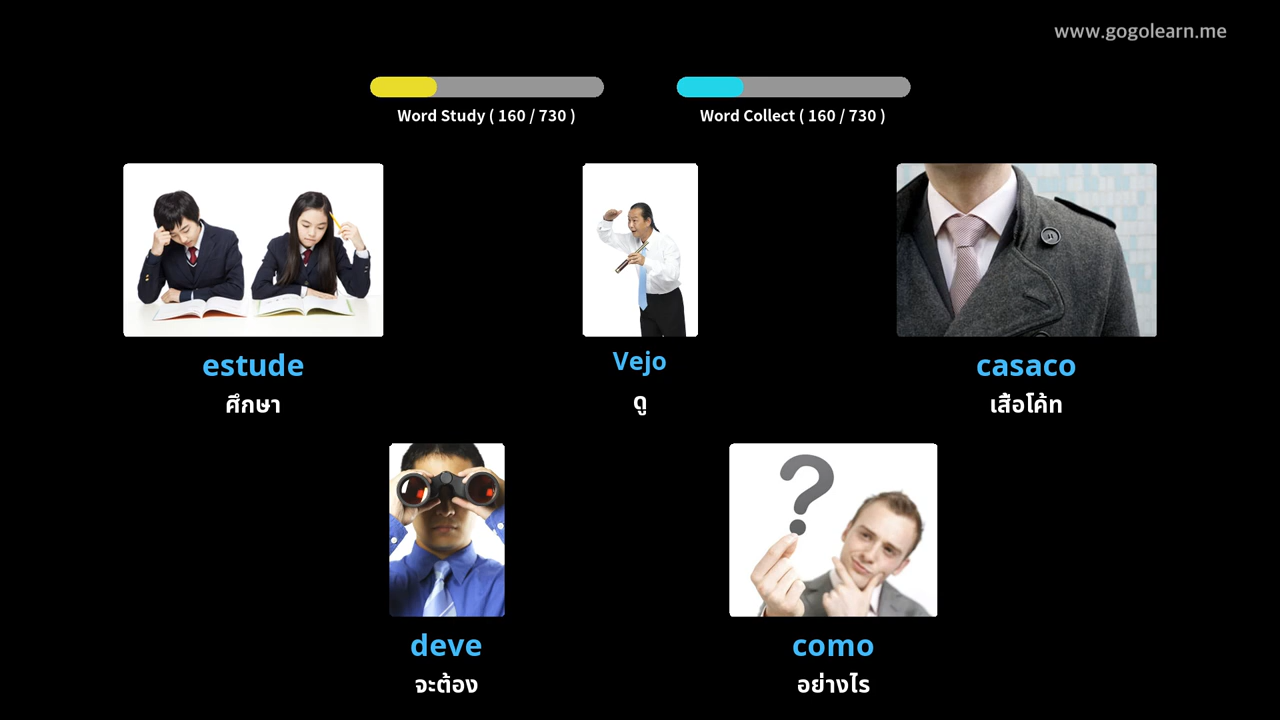 www.gogolearn.me
Word Study ( 160 / 730 )
Word Collect ( 160 / 730 )
estude
ศึกษา
Vejo
ดู
casaco
เสื้อโค้ท
deve
จะต้อง
como
อย่างไร